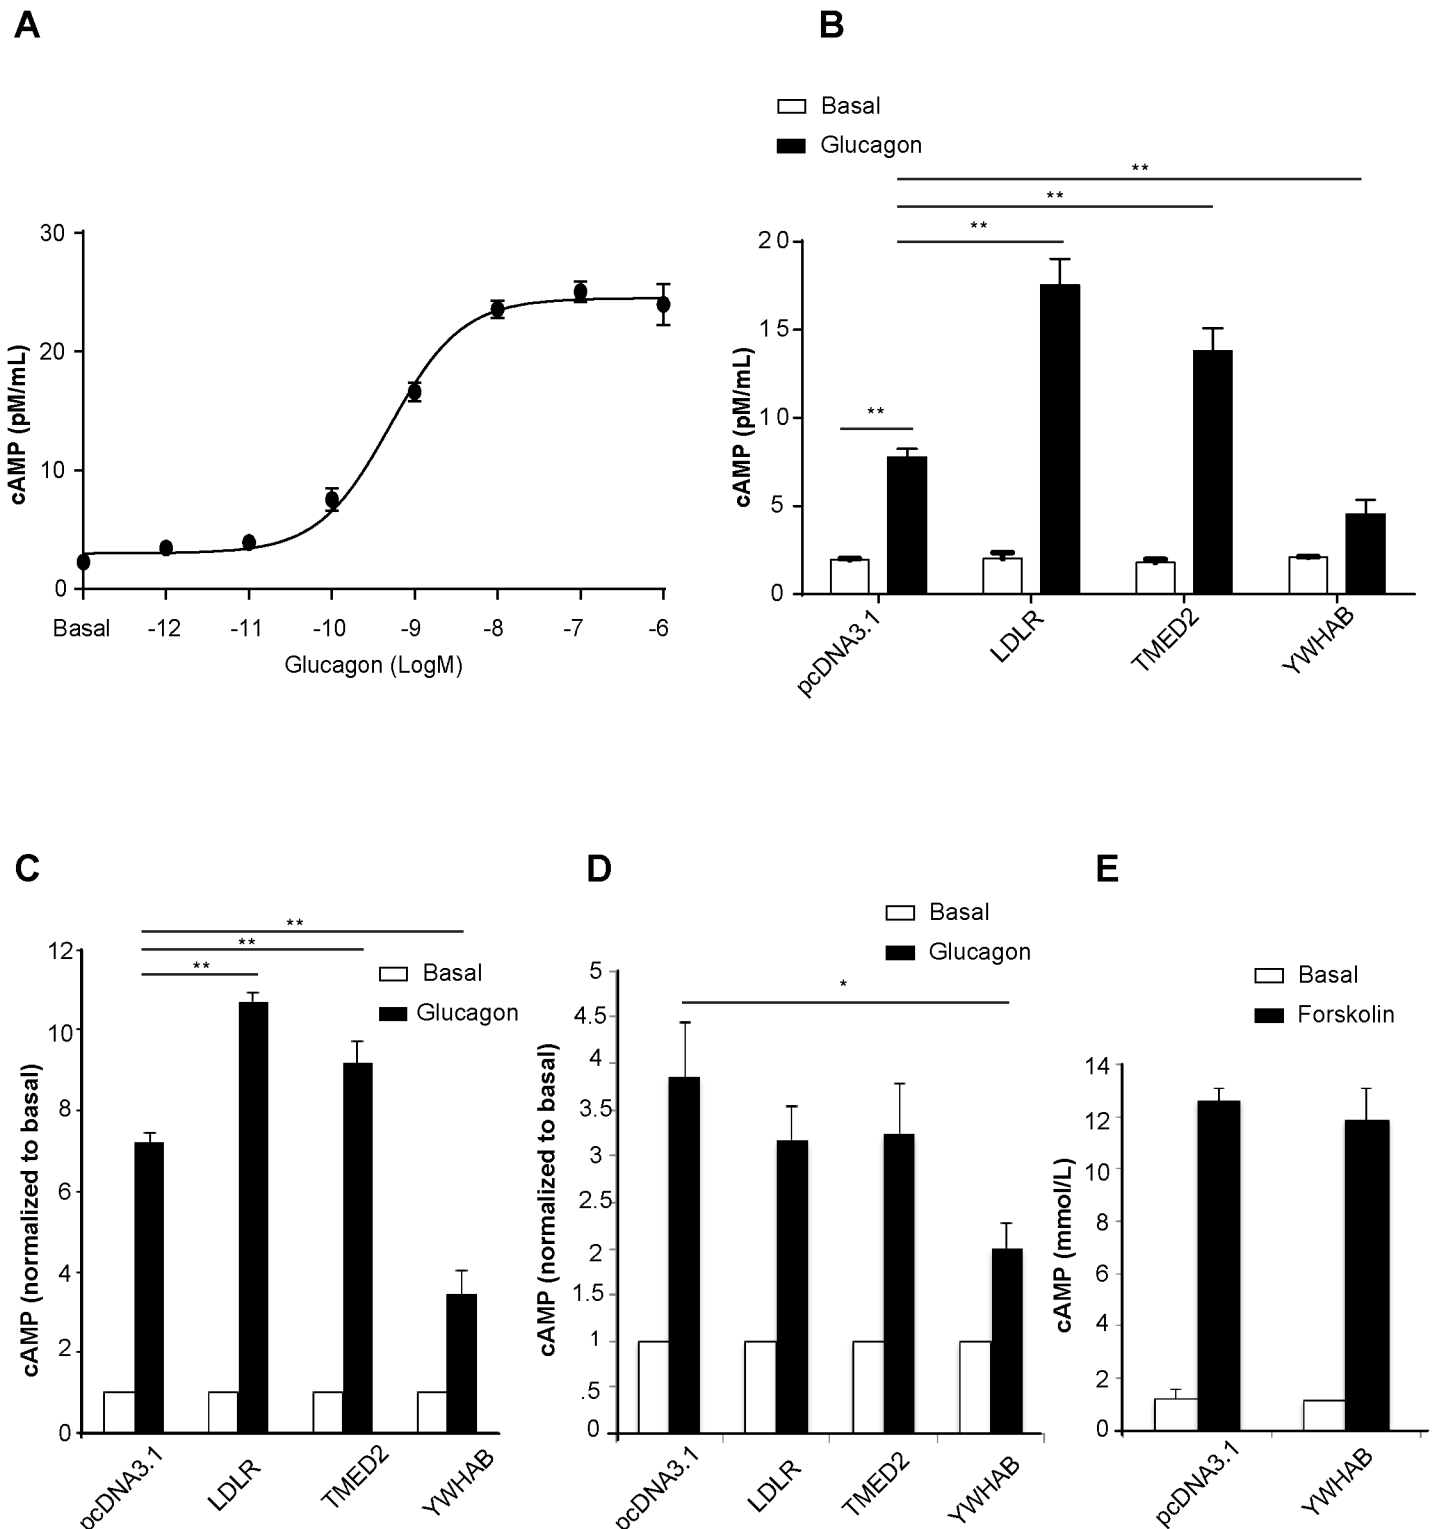 A
30
20
10
0
cAMP (pM/mL)
Basal -12 -11 -10 -9 -8 -7 -6
Glucagon (LogM)
B
Basal
Glucagon
**
**
**
**
20
15
10
5
0
cAMP (pM/mL)
pcDNA3.1 LDLR TMED2 YWHAB
C
**
**
**
Basal
Glucagon
12
10
8
6
4
2
0
cAMP (normalized to basal)
pcDNA3.1 LDLR TMED2 YWHAB
D
Basal
Glucagon
*
5
4.5
4
3.5
3
2.5
2
1.5
1
.5
0
cAMP (normalized to basal)
pcDNA3.1 LDLR TMED2 YWHAB
E
Basal
Forskolin
14
12
10
8
6
4
2
0
cAMP (mmol/L)
pcDNA3.1 YWHAB